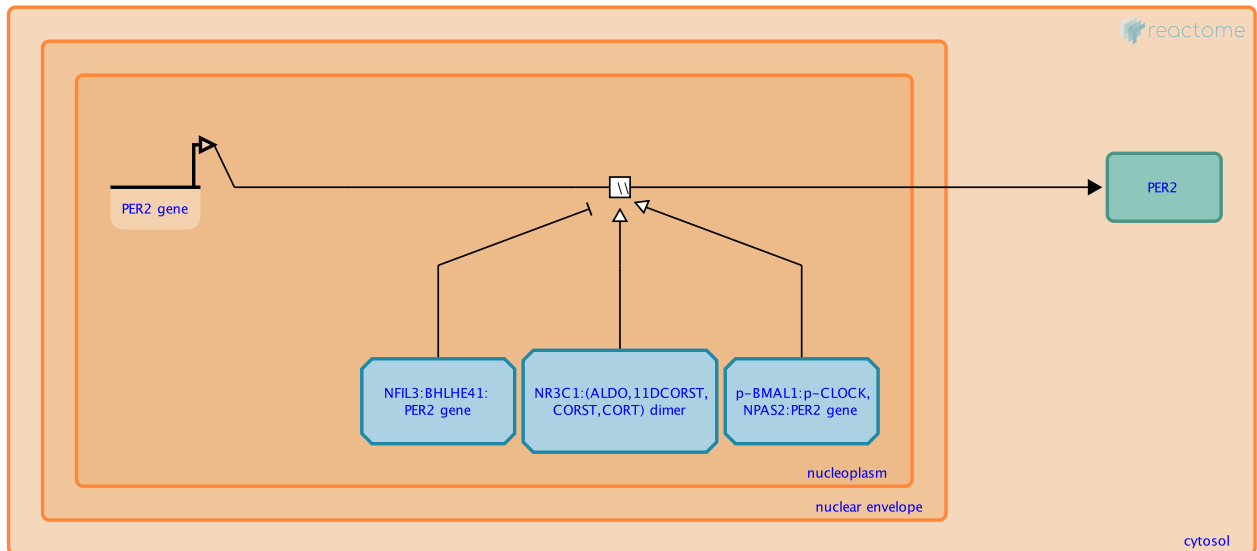 reactome
PER2 gene
PER2
NFIL3:BHLHE41:
PER2 gene
NR3C1:(ALDO,11DCORST,
CORST,CORT) dimer
p-BMAL1:p-CLOCK,
NPAS2:PER2 gene
nucleoplasm
nuclear envelope
cytosol